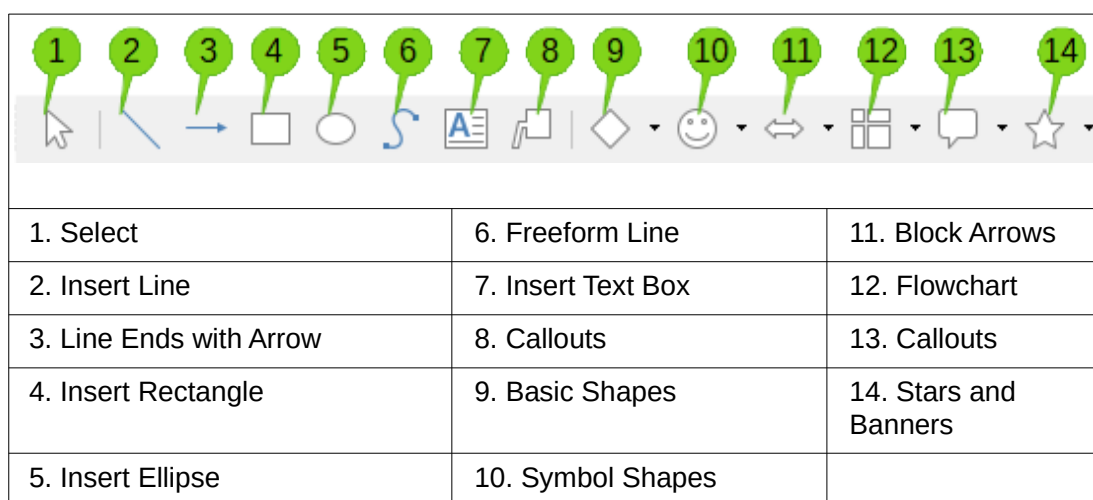 1 2 3 4 5 6 7 8 9 10 11 12 13 14
A
1. Select
6. Freeform Line
11. Block Arrows
2. Insert Line
7. Insert Text Box
12. Flowchart
3. Line Ends with Arrow
8. Callouts
13. Callouts
4. Insert Rectangle
9. Basic Shapes
14. Stars and
Banners
5. Insert Ellipse
10. Symbol Shapes